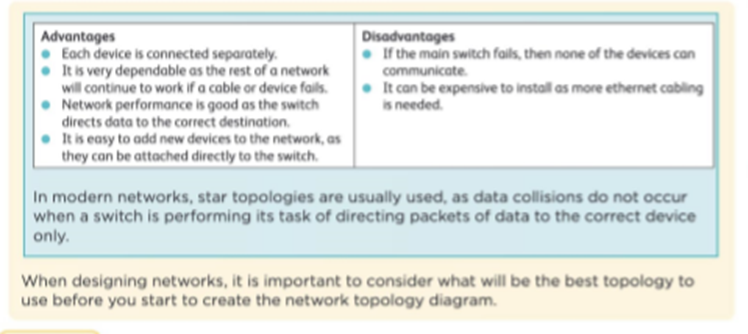 Advantages
Each device is connected separately.
It is very dependable as the rest of a network
will continue to work if a cable or device fails.
Network performance is good as the switch
directs data to the correct destination.
It is easy to add new devices to the network, as
they can be attached directly to the switch.
Disadvantages
If the main switch fails, then none of the devices can
communicate.
It can be expensive to install as more ethernet cabling
is needed.
In modern networks, star topologies are usually used, as data collisions do not occur
when a switch is performing its task of directing packets of data to the correct device
only.
When designing networks, it is important to consider what will be the best topology to
use before you start to create the network topology diagram.